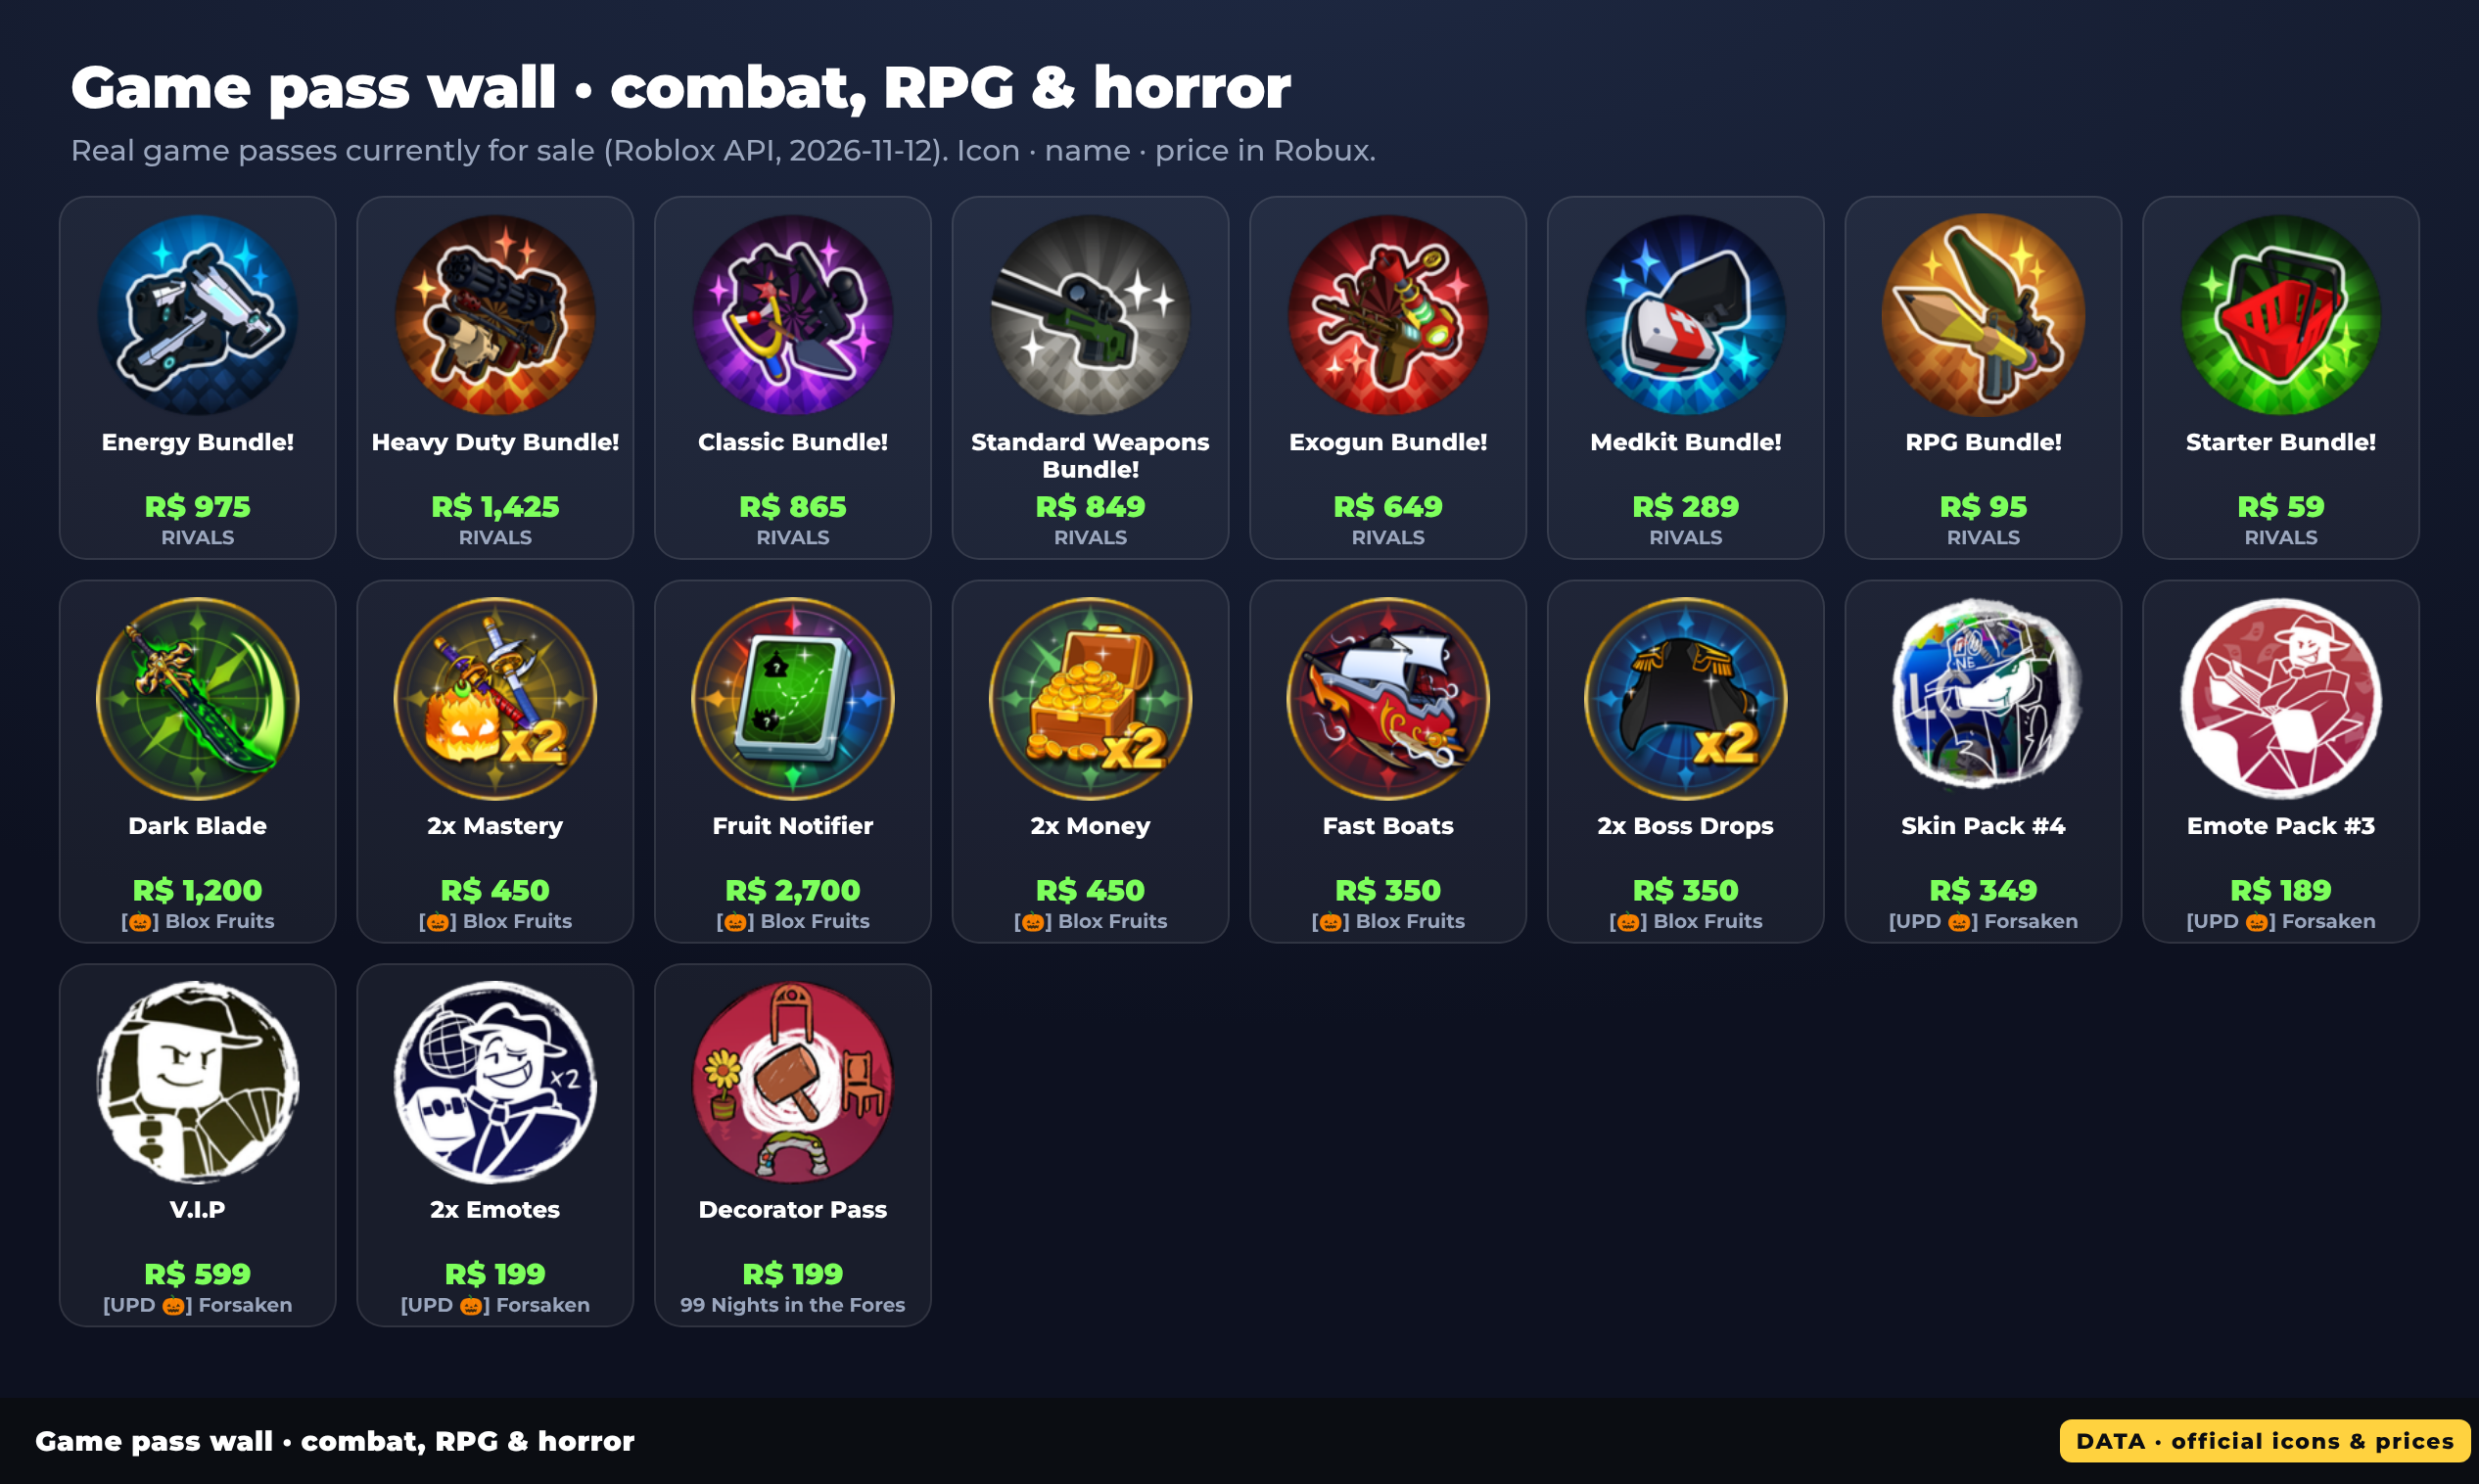 Game pass wall · combat, RPG & horror
Real game passes currently for sale (Roblox API, 2026-11-12). Icon · name · price in Robux.
Energy Bundle!
R$ 975
RIVALS
Heavy Duty Bundle!
R$ 1,425
RIVALS
Classic Bundle!
R$ 865
RIVALS
Standard Weapons
Bundle!
R$ 849
RIVALS
Exogun Bundle!
R$ 649
RIVALS
Medkit Bundle!
R$ 289
RIVALS
RPG Bundle!
R$ 95
RIVALS
Starter Bundle!
R$ 59
RIVALS
Dark Blade
R$ 1,200
[🎃] Blox Fruits
x2
2x Mastery
R$ 450
[🎃] Blox Fruits
? ?
Fruit Notifier
R$ 2,700
[🎃] Blox Fruits
x2
2x Money
R$ 450
[🎃] Blox Fruits
Fast Boats
R$ 350
[🎃] Blox Fruits
x2
2x Boss Drops
R$ 350
[🎃] Blox Fruits
Skin Pack #4
R$ 349
[UPD 🎃] Forsaken
Emote Pack #3
R$ 189
[UPD 🎃] Forsaken
V.I.P
R$ 599
[UPD 🎃] Forsaken
x2
2x Emotes
R$ 199
[UPD 🎃] Forsaken
Decorator Pass
R$ 199
99 Nights in the Fores
Game pass wall · combat, RPG & horror
DATA · official icons & prices